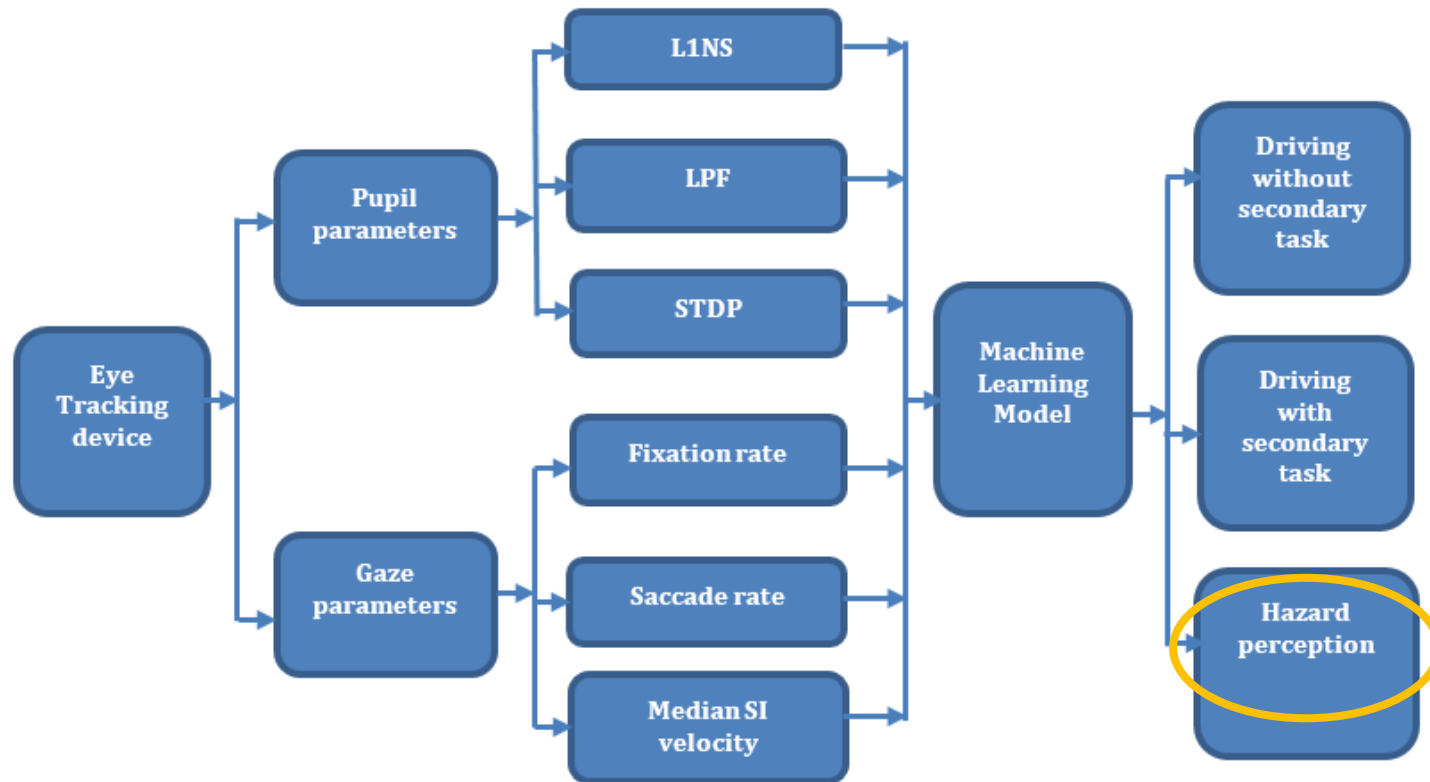 Eye
Tracking
device
Pupil
parameters
Gaze
parameters
L1NS
LPF
STDP
Fixation rate
Saccade rate
Median SI
velocity
Machine
Learning
Model
Driving
without
secondary
task
Driving
with
secondary
task
Hazard
perception